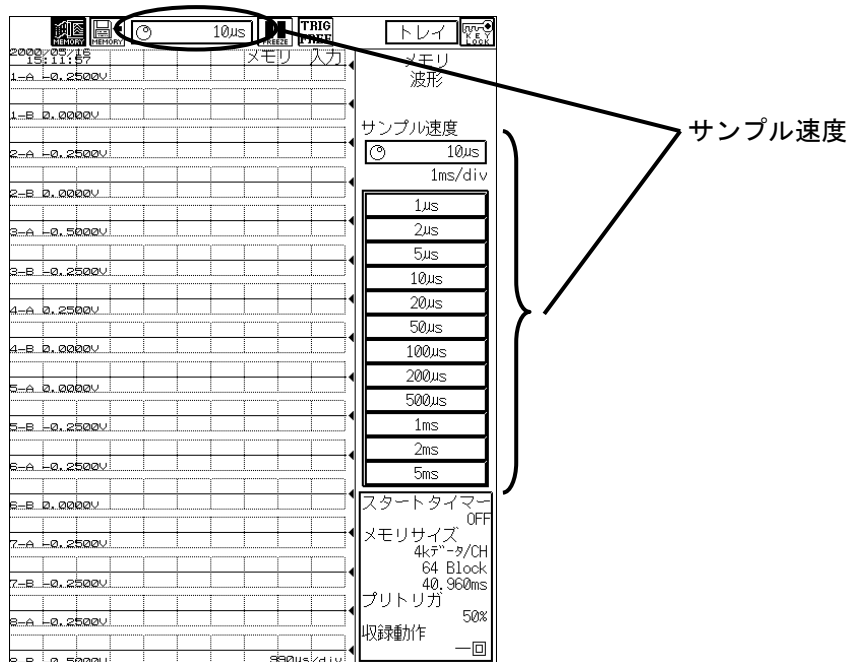 MEMORY MEMORY 10μs FREEZE TRIG FREE トレイ KEY LOCK
2000/05/16
15:11:57
メモリ 入力
1-A -0.2500V
1-B 0.0000V
2-A -0.2500V
2-B 0.0000V
3-A -0.5000V
3-B -0.2500V
4-A 0.2500V
4-B 0.0000V
5-A 0.0000V
5-B -0.2500V
6-A -0.2500V
6-B 0.0000V
7-A -0.2500V
7-B -0.2500V
8-A -0.2500V
メモリ
波形
サンプル速度
10μs
1ms/div
1μs
2μs
5μs
10μs
20μs
50μs
100μs
200μs
500μs
1ms
2ms
5ms
スタートタイマー
OFF
メモリサイズ
4kデータ/CH
64 Block
40.960ms
プリトリガ
50%
収録動作
一回
サンプル速度